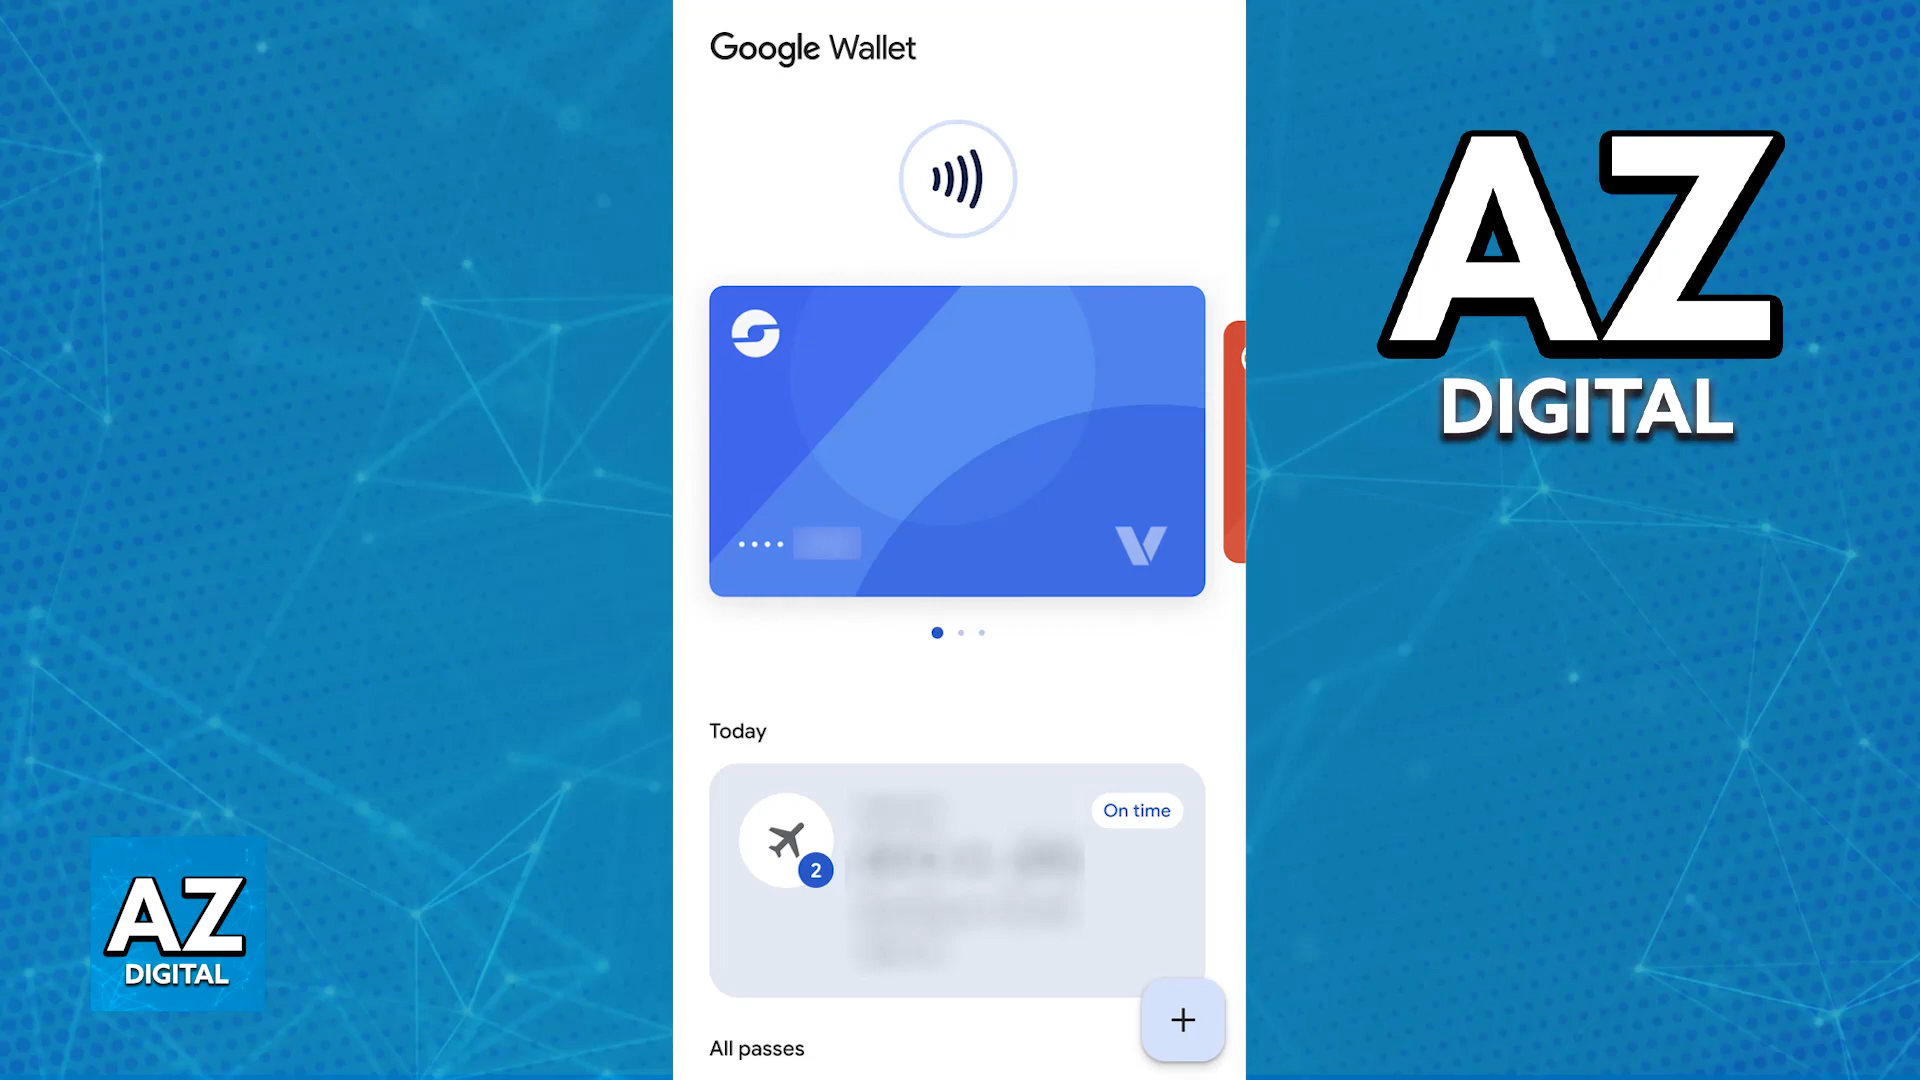 Google Wallet
AZ
DIGITAL
Today
On time
2
AZ
DIGITAL
+
All passes